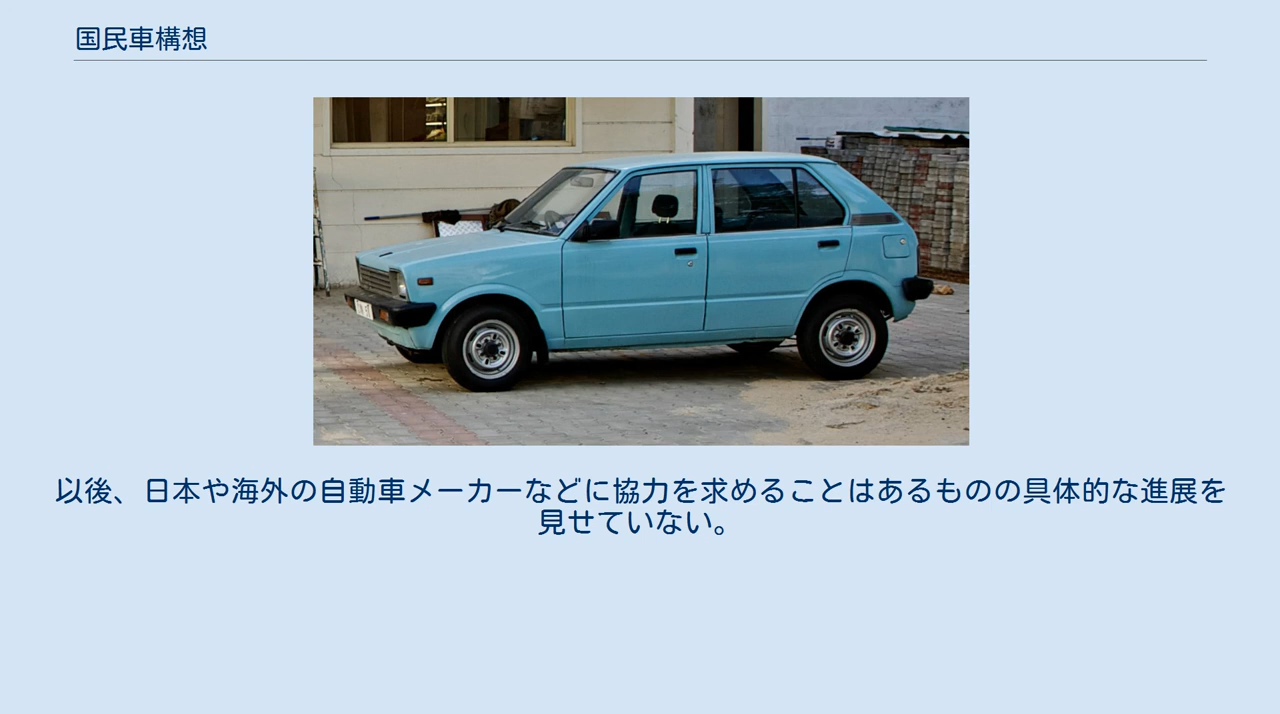 国民車構想
以後、日本や海外の自動車メーカーなどに協力を求めることはあるものの具体的な進展を
見せていない。